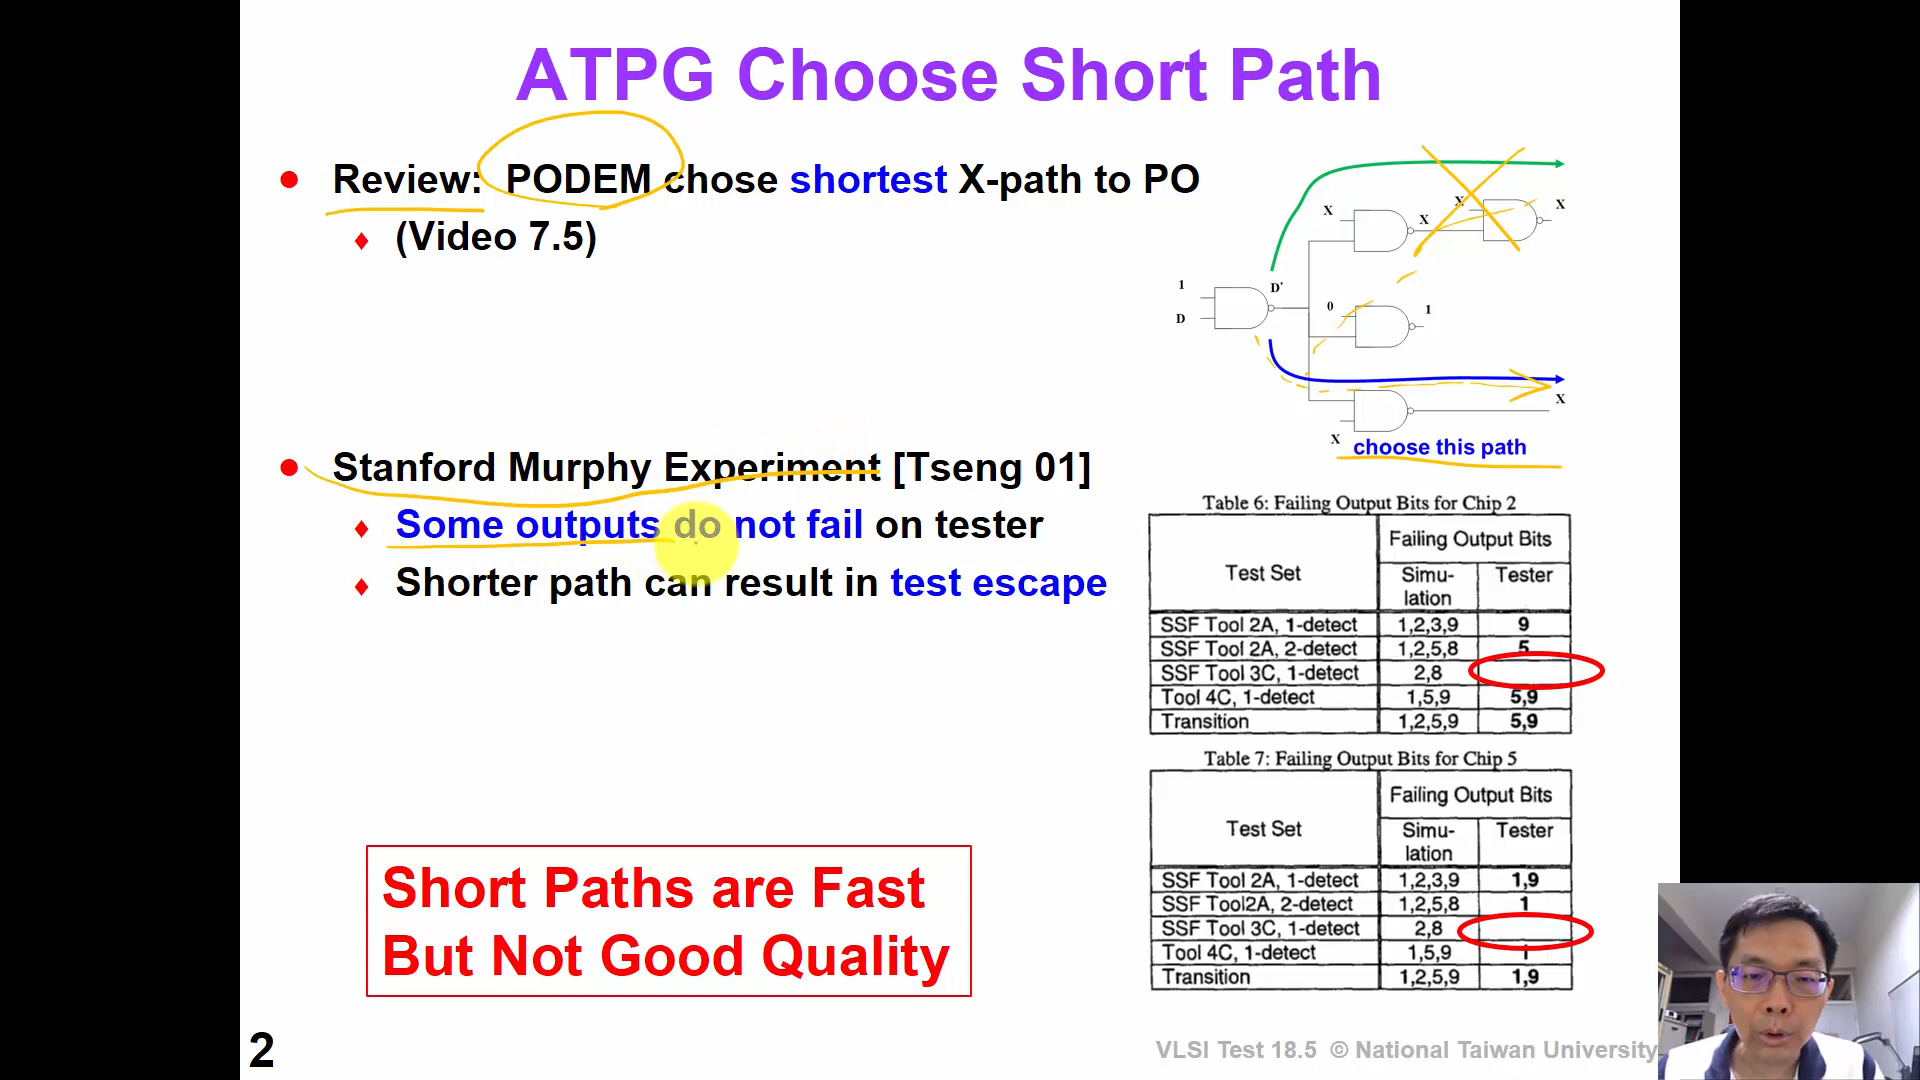 ATPG Choose Short Path
Review: PODEM chose shortest X-path to PO
(Video 7.5)
X
X
X
X
1
D'
D
0
1
X
X
choose this path
Stanford Murphy Experiment [Tseng 01]
Some outputs do not fail on tester
Shorter path can result in test escape
Table 6: Failing Output Bits for Chip 2
Test Set Failing Output Bits
Simu-lation Tester
SSF Tool 2A, 1-detect 1,2,3,9 9
SSF Tool 2A, 2-detect 1,2,5,8 5
SSF Tool 3C, 1-detect 2,8
Tool 4C, 1-detect 1,5,9 5,9
Transition 1,2,5,9 5,9
Table 7: Failing Output Bits for Chip 5
Test Set Failing Output Bits
Simu-lation Tester
SSF Tool 2A, 1-detect 1,2,3,9 1,9
SSF Tool2A, 2-detect 1,2,5,8 1
SSF Tool 3C, 1-detect 2,8
Tool 4C, 1-detect 1,5,9 1
Transition 1,2,5,9 1,9
Short Paths are Fast
But Not Good Quality
2
VLSI Test 18.5 © National Taiwan University